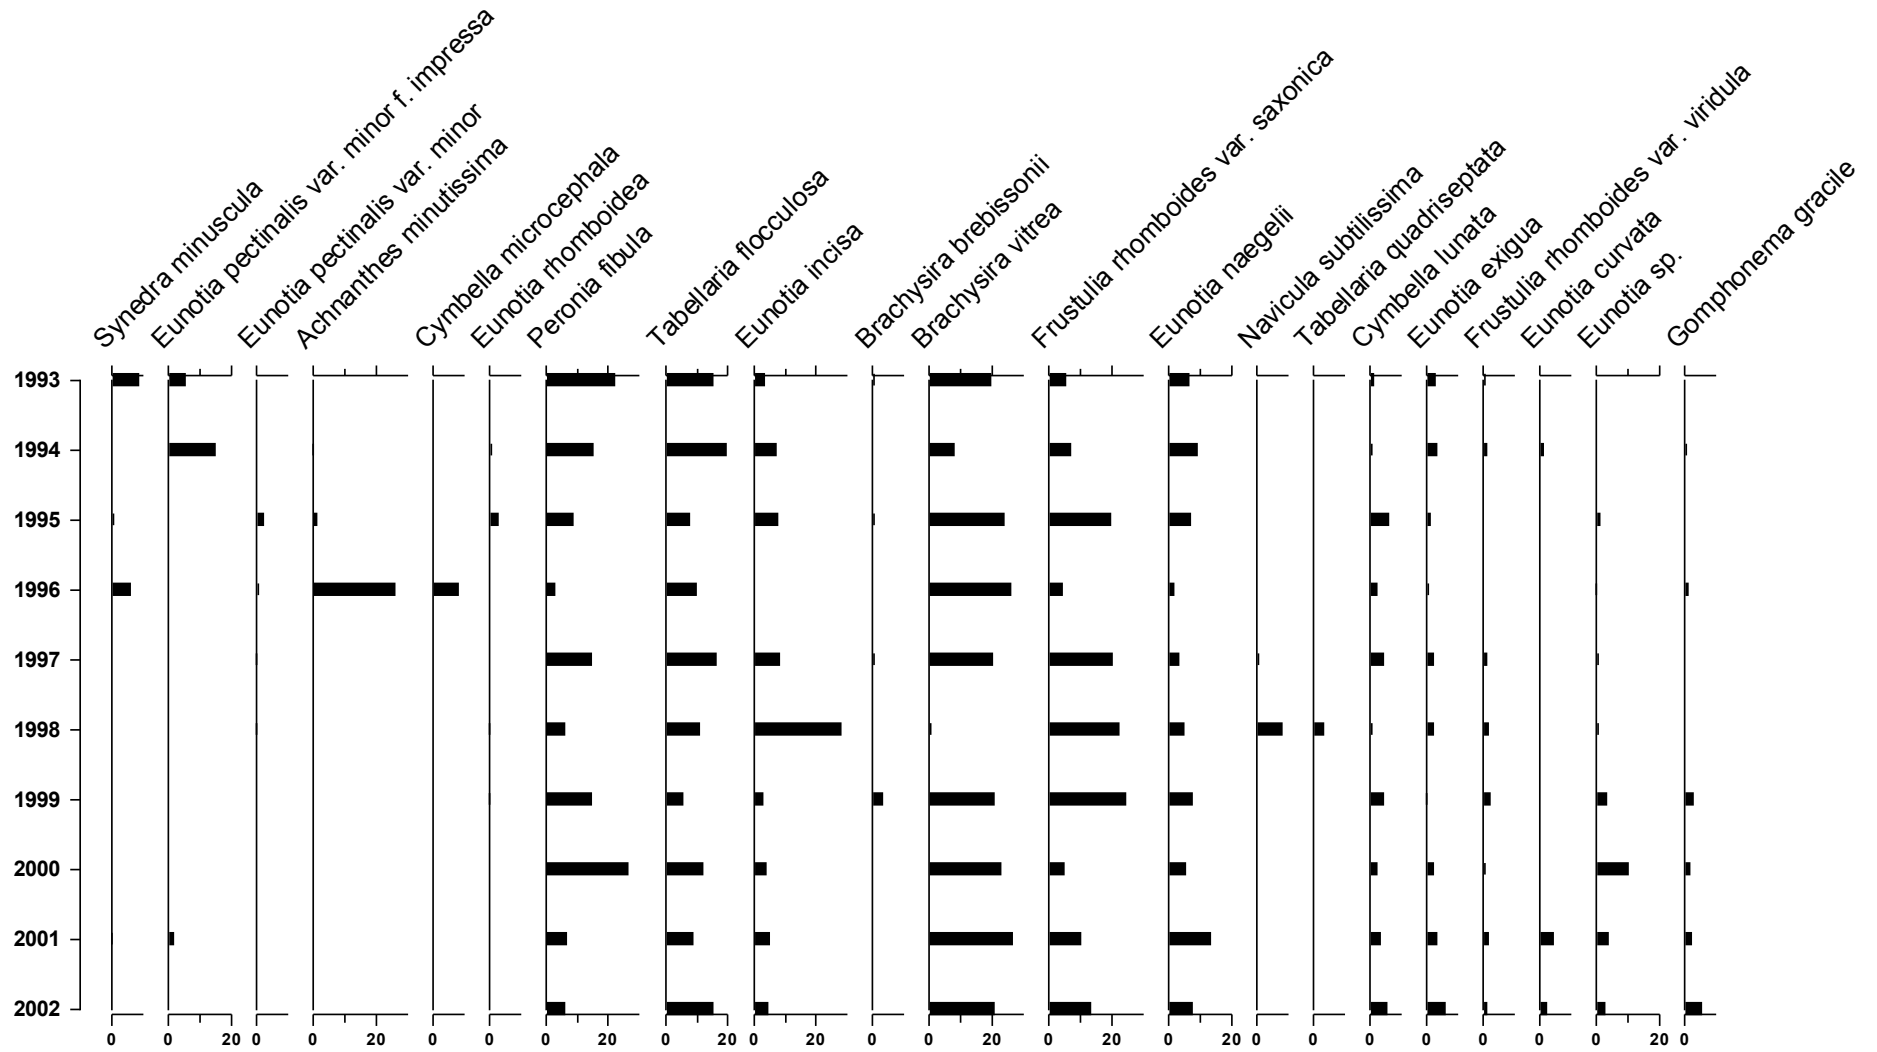 Synedra minuscula
Eunotia pectinalis var. minor f. impressa
Eunotia pectinalis var. minor
Achnanthes minutissima
Cymbella microcephala
Eunotia rhomboidea
Peronia fibula
Tabellaria flocculosa
Eunotia incisa
Brachysira brebissonii
Brachysira vitrea
Frustulia rhomboides var. saxonica
Eunotia naegelii
Navicula subtilissima
Tabellaria quadriseptata
Cymbella lunata
Eunotia exigua
Frustulia rhomboides var. viridula
Eunotia curvata
Eunotia sp.
Gomphonema gracile
1993
1994
1995
1996
1997
1998
1999
2000
2001
2002
0 0 20 0 0 20 0 0 0 20 0 20 0 20 0 0 20 0 20 0 20 0 0 0 0 0 0 0 20 0